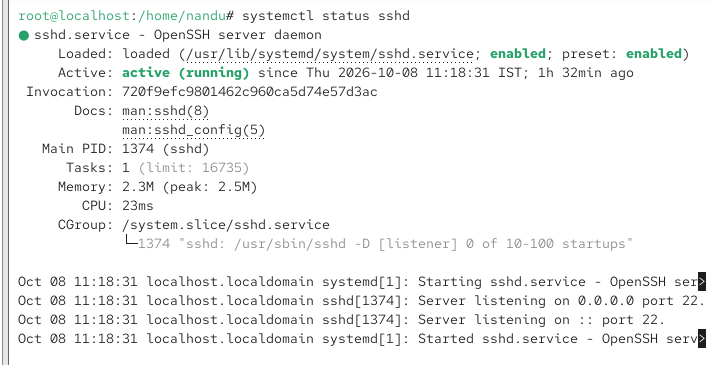 root@localhost:/home/nandu# systemctl status sshd
● sshd.service - OpenSSH server daemon
     Loaded: loaded (/usr/lib/systemd/system/sshd.service; enabled; preset: enabled)
     Active: active (running) since Thu 2026-10-08 11:18:31 IST; 1h 32min ago
 Invocation: 720f9efc9801462c960ca5d74e57d3ac
       Docs: man:sshd(8)
             man:sshd_config(5)
   Main PID: 1374 (sshd)
      Tasks: 1 (limit: 16735)
     Memory: 2.3M (peak: 2.5M)
        CPU: 23ms
     CGroup: /system.slice/sshd.service
             └─1374 "sshd: /usr/sbin/sshd -D [listener] 0 of 10-100 startups"

Oct 08 11:18:31 localhost.localdomain systemd[1]: Starting sshd.service - OpenSSH ser>
Oct 08 11:18:31 localhost.localdomain sshd[1374]: Server listening on 0.0.0.0 port 22.
Oct 08 11:18:31 localhost.localdomain sshd[1374]: Server listening on :: port 22.
Oct 08 11:18:31 localhost.localdomain systemd[1]: Started sshd.service - OpenSSH serv>